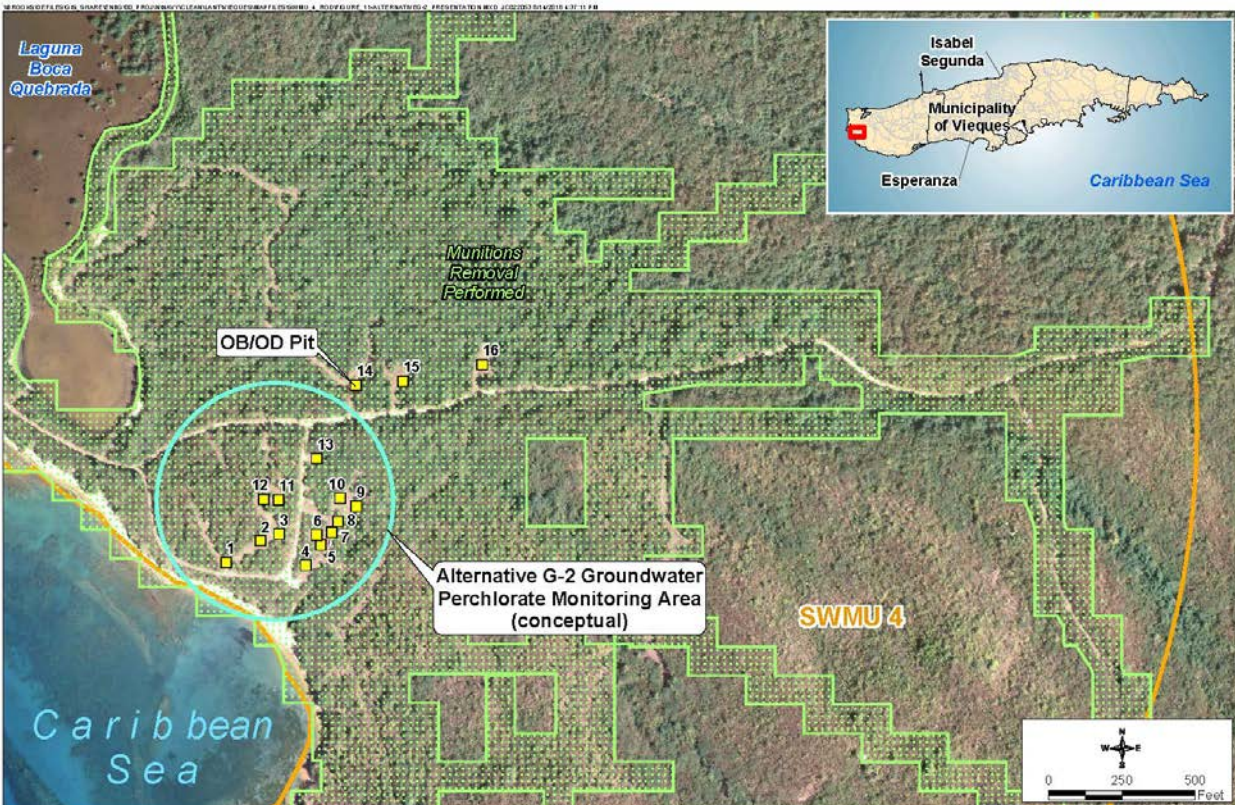 Laguna
Boca
Quebrada
Isabel
Segunda
Municipality
of Vieques
Esperanza
Caribbean Sea
Munitions
Removal
Performed
OB/OD Pit
14
15
16
13
12
11
10
9
8
7
6
5
4
3
2
1
Alternative G-2 Groundwater
Perchlorate Monitoring Area
(conceptual)
SWMU 4
Caribbean
Sea
N
W
E
S
0
250
500
Feet